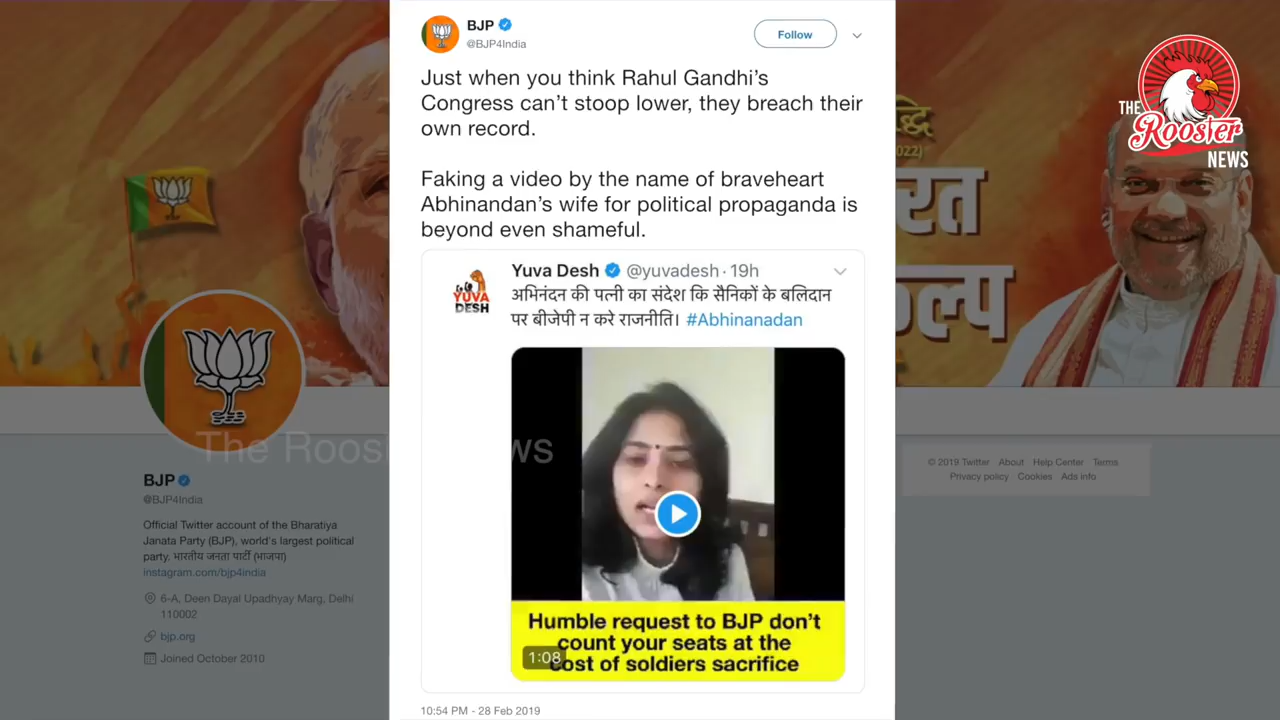 BJP
@BJP4India
Follow
Just when you think Rahul Gandhi's
Congress can't stoop lower, they breach their
own record.
Faking a video by the name of braveheart
Abhinandan's wife for political propaganda is
beyond even shameful.
Yuva Desh @yuvadesh · 19h
YUVA
DESH
अभिनंदन की पत्नी का संदेश कि सैनिकों के बलिदान
पर बीजेपी न करे राजनीति। #Abhinanadan
Humble request to BJP don't
count your seats at the
cost of soldiers sacrifice
1:08
10:54 PM - 28 Feb 2019
THE
Rooster
NEWS
2022)
BJP
@BJP4India
Official Twitter account of the Bharatiya
Janata Party (BJP), world's largest political
party. भारतीय जनता पार्टी (भाजपा)
instagram.com/bjp4india
6-A, Deen Dayal Upadhyay Marg, Delhi
110002
bjp.org
Joined October 2010
© 2019 Twitter About Help Center Terms
Privacy policy Cookies Ads info